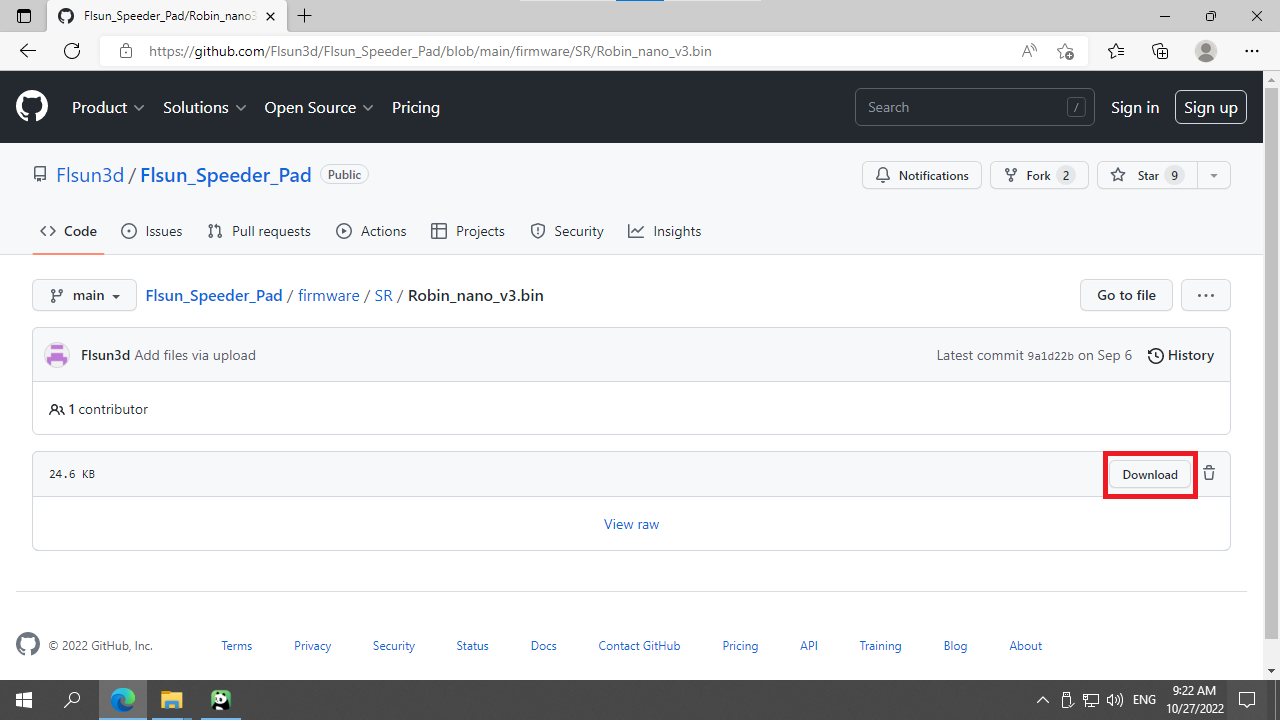 Flsun_Speeder_Pad/Robin_nano3
https://github.com/Flsun3d/Flsun_Speeder_Pad/blob/main/firmware/SR/Robin_nano_v3.bin
Product Solutions Open Source Pricing Search / Sign in Sign up
Flsun3d / Flsun_Speeder_Pad Public Notifications Fork 2 Star 9
Code Issues Pull requests Actions Projects Security Insights
main Flsun_Speeder_Pad / firmware / SR / Robin_nano_v3.bin Go to file
Flsun3d Add files via upload Latest commit 9a1d22b on Sep 6 History
1 contributor
24.6 KB Download
View raw
© 2022 GitHub, Inc. Terms Privacy Security Status Docs Contact GitHub Pricing API Training Blog About
ENG 9:22 AM
10/27/2022